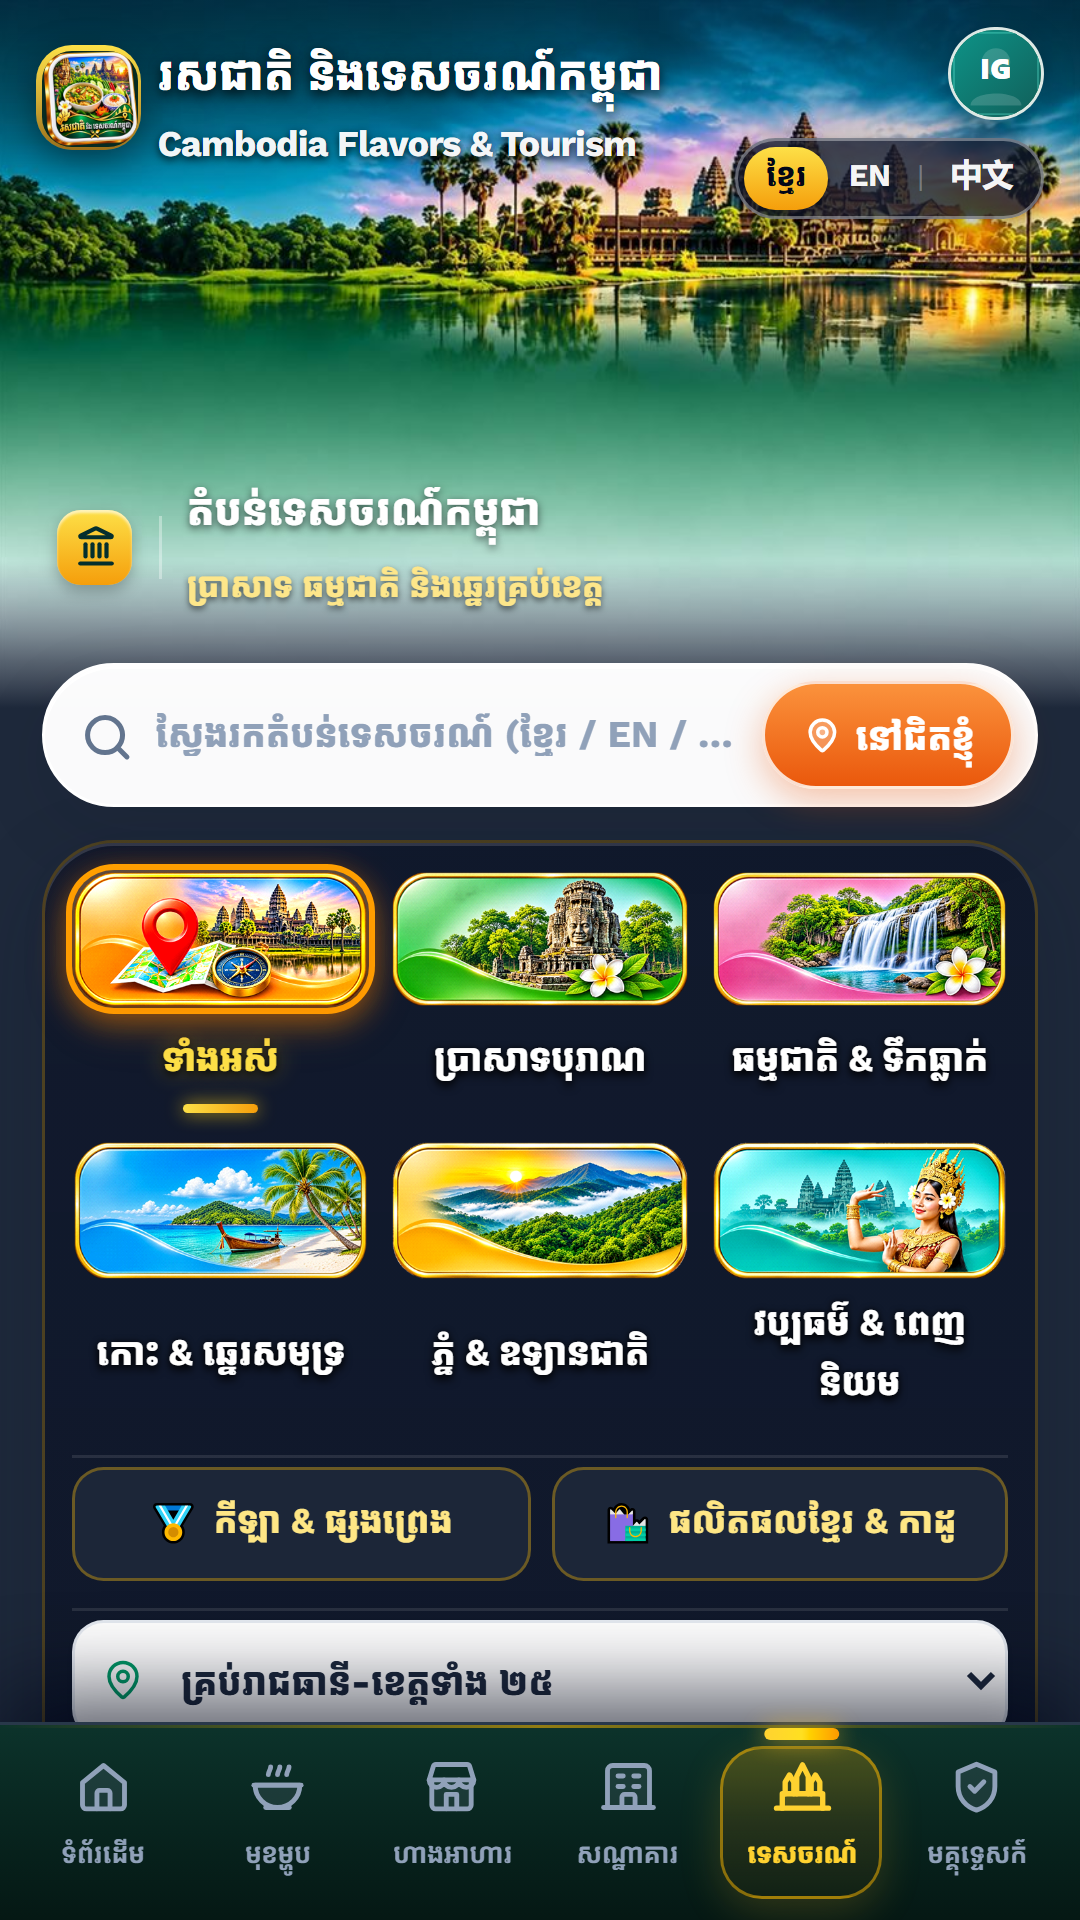 រសជាតិ និងទេសចរណ៍កម្ពុជា
Cambodia Flavors & Tourism
IG
ខ្មែរ EN | 中文
តំបន់ទេសចរណ៍កម្ពុជា
ប្រាសាទ ធម្មជាតិ និងឆ្នេរគ្រប់ខេត្ត
ស្វែងរកតំបន់ទេសចរណ៍ (ខ្មែរ / EN / ...
នៅជិតខ្ញុំ
ទាំងអស់
ប្រាសាទបុរាណ
ធម្មជាតិ & ទឹកធ្លាក់
កោះ & ឆ្នេរសមុទ្រ
ភ្នំ & ឧទ្យានជាតិ
វប្បធម៌ & ពេញ
និយម
កីឡា & ផ្សងព្រេង
ផលិតផលខ្មែរ & កាដូ
គ្រប់រាជធានី-ខេត្តទាំង ២៥
ទំព័រដើម
មុខម្ហូប
ហាងអាហារ
សណ្ឋាគារ
ទេសចរណ៍
មគ្គុទ្ទេសក៍